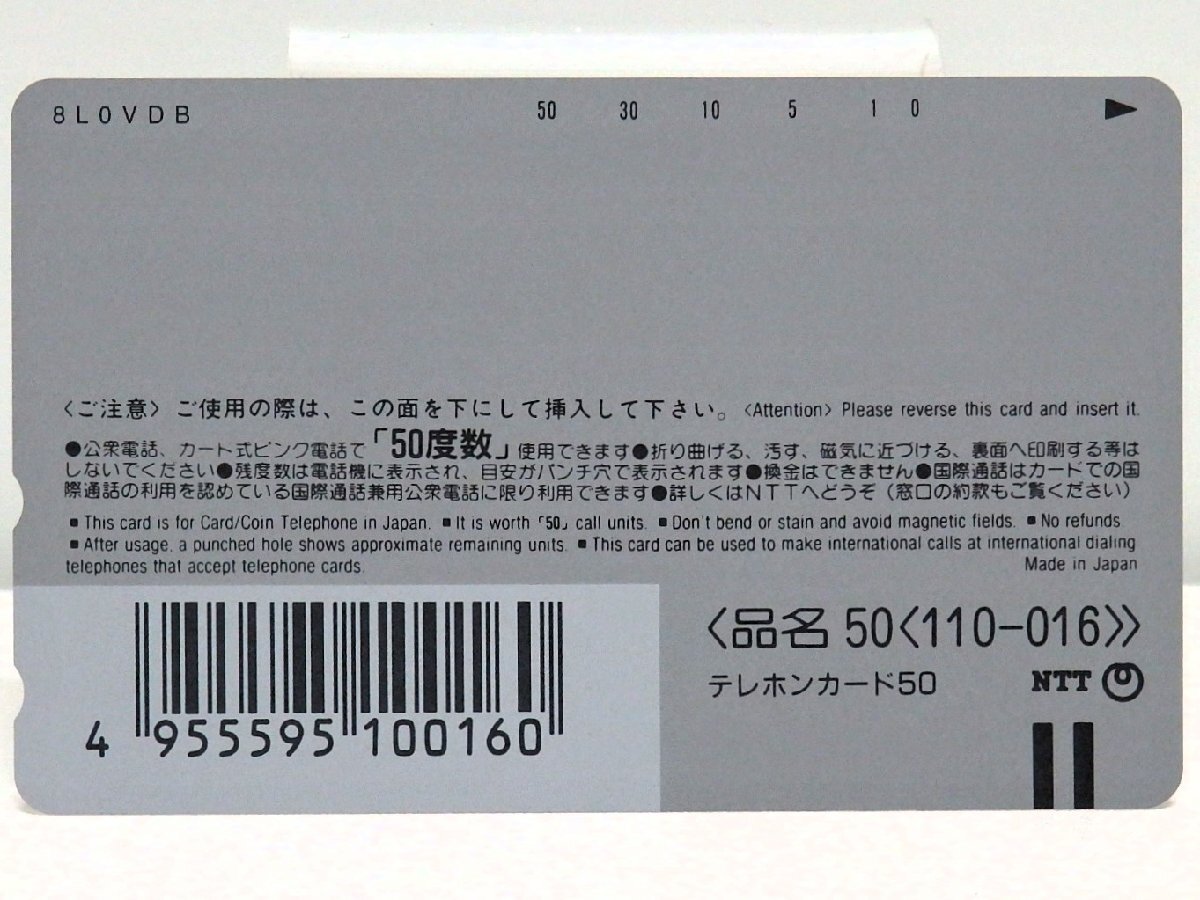 8L0VDB 50 30 10 5 1 0
〈ご注意〉ご使用の際は、この面を下にして挿入して下さい。〈Attention〉Please reverse this card and insert it.
●公衆電話、カード式ピンク電話で「50度数」使用できます●折り曲げる、汚す、磁気に近づける、裏面へ印刷する等は
しないでください●残度数は電話機に表示され、目安がパンチ穴で表示されます●換金はできません●国際通話はカードでの国
際通話の利用を認めている国際通話兼用公衆電話に限り利用できます●詳しくはNTTへどうぞ（窓口の約款もご覧ください）
■This card is for Card/Coin Telephone in Japan. ■It is worth「50」call units. ■Don't bend or stain and avoid magnetic fields. ■No refunds.
■After usage, a punched hole shows approximate remaining units. ■This card can be used to make international calls at international dialing
telephones that accept telephone cards. Made in Japan
〈品名 50〈110-016〉〉
テレホンカード50 NTT
4 955595 100160